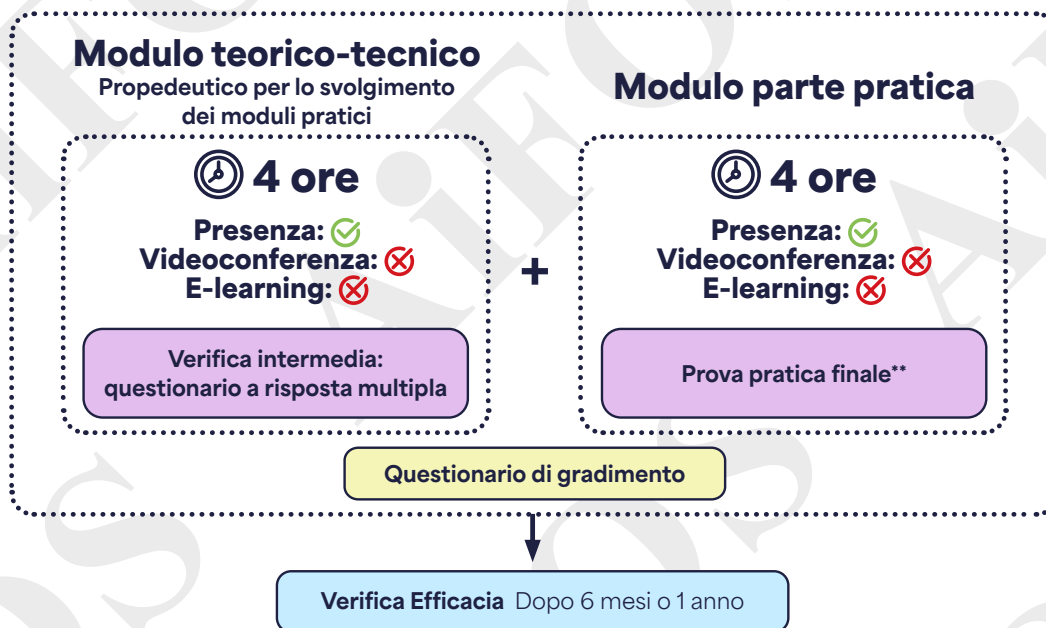 Modulo teorico-tecnico
Propedeutico per lo svolgimento
dei moduli pratici
4 ore
Presenza:
Videoconferenza:
E-learning:
Verifica intermedia:
questionario a risposta multipla
+
Modulo parte pratica
4 ore
Presenza:
Videoconferenza:
E-learning:
Prova pratica finale**
Questionario di gradimento
Verifica Efficacia Dopo 6 mesi o 1 anno
AiFOS